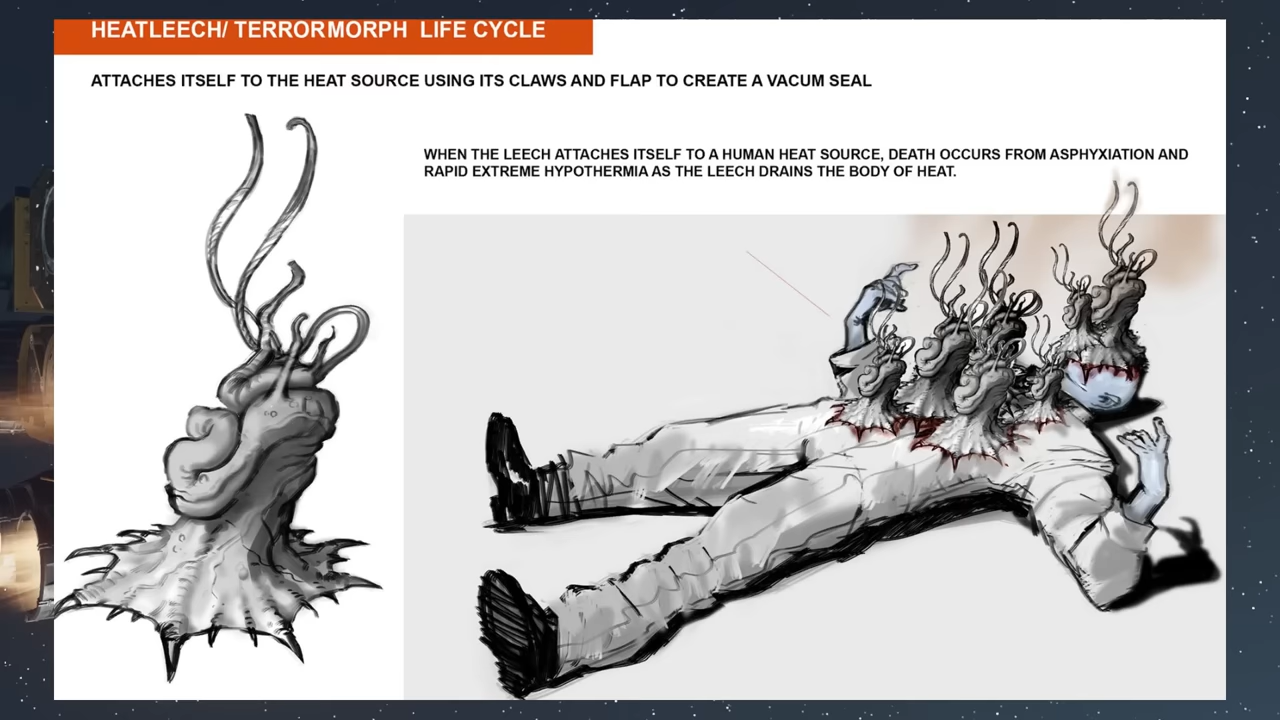 HEATLEECH/ TERRORMORPH LIFE CYCLE
ATTACHES ITSELF TO THE HEAT SOURCE USING ITS CLAWS AND FLAP TO CREATE A VACUM SEAL
WHEN THE LEECH ATTACHES ITSELF TO A HUMAN HEAT SOURCE, DEATH OCCURS FROM ASPHYXIATION AND
RAPID EXTREME HYPOTHERMIA AS THE LEECH DRAINS THE BODY OF HEAT.